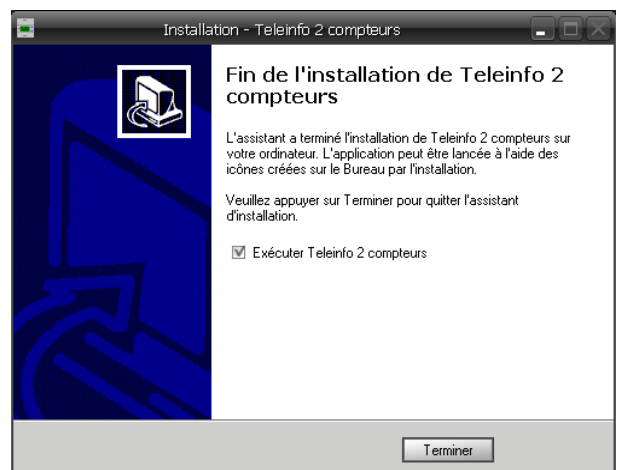 Installation - Teleinfo 2 compteurs
Fin de l'installation de Teleinfo 2
compteurs
L'assistant a terminé l'installation de Teleinfo 2 compteurs sur
votre ordinateur. L'application peut être lancée à l'aide des
icônes créées sur le Bureau par l'installation.
Veuillez appuyer sur Terminer pour quitter l'assistant
d'installation.
Exécuter Teleinfo 2 compteurs
Terminer